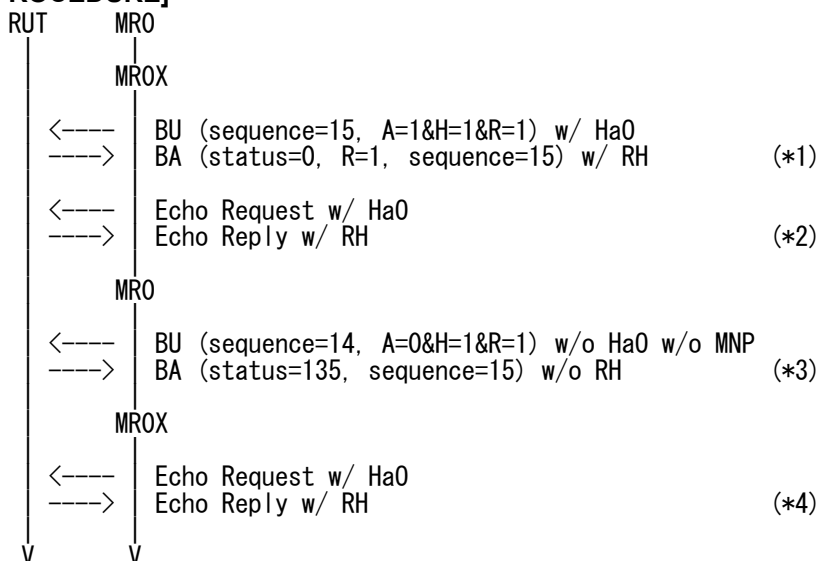 ROCEDURE]
RUT MR0
MR0X
<---- BU (sequence=15, A=1&H=1&R=1) w/ HaO
----> BA (status=0, R=1, sequence=15) w/ RH (*1)
<---- Echo Request w/ HaO
----> Echo Reply w/ RH (*2)
MR0
<---- BU (sequence=14, A=0&H=1&R=1) w/o HaO w/o MNP
----> BA (status=135, sequence=15) w/o RH (*3)
MR0X
<---- Echo Request w/ HaO
----> Echo Reply w/ RH (*4)
V V